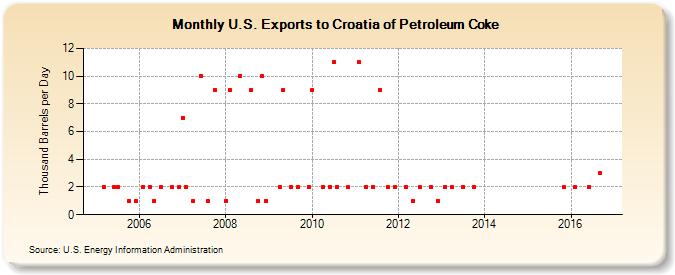 Monthly U.S. Exports to Croatia of Petroleum Coke
Thousand Barrels per Day
12
10
8
6
4
2
0
2006 2008 2010 2012 2014 2016
Source: U.S. Energy Information Administration